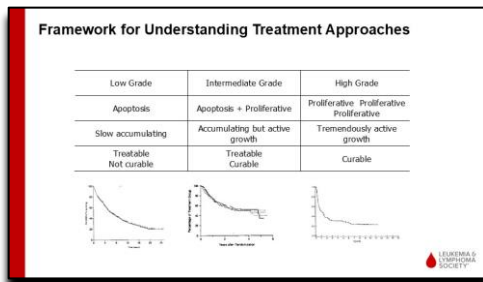 Framework for Understanding Treatment Approaches
Low Grade
Intermediate Grade
High Grade
Apoptosis
Apoptosis + Proliferative
Proliferative Proliferative
Proliferative
Slow accumulating
Accumulating but active
growth
Tremendously active
growth
Treatable
Not curable
Treatable
Curable
Curable
LEUKEMIA &
LYMPHOMA
SOCIETY